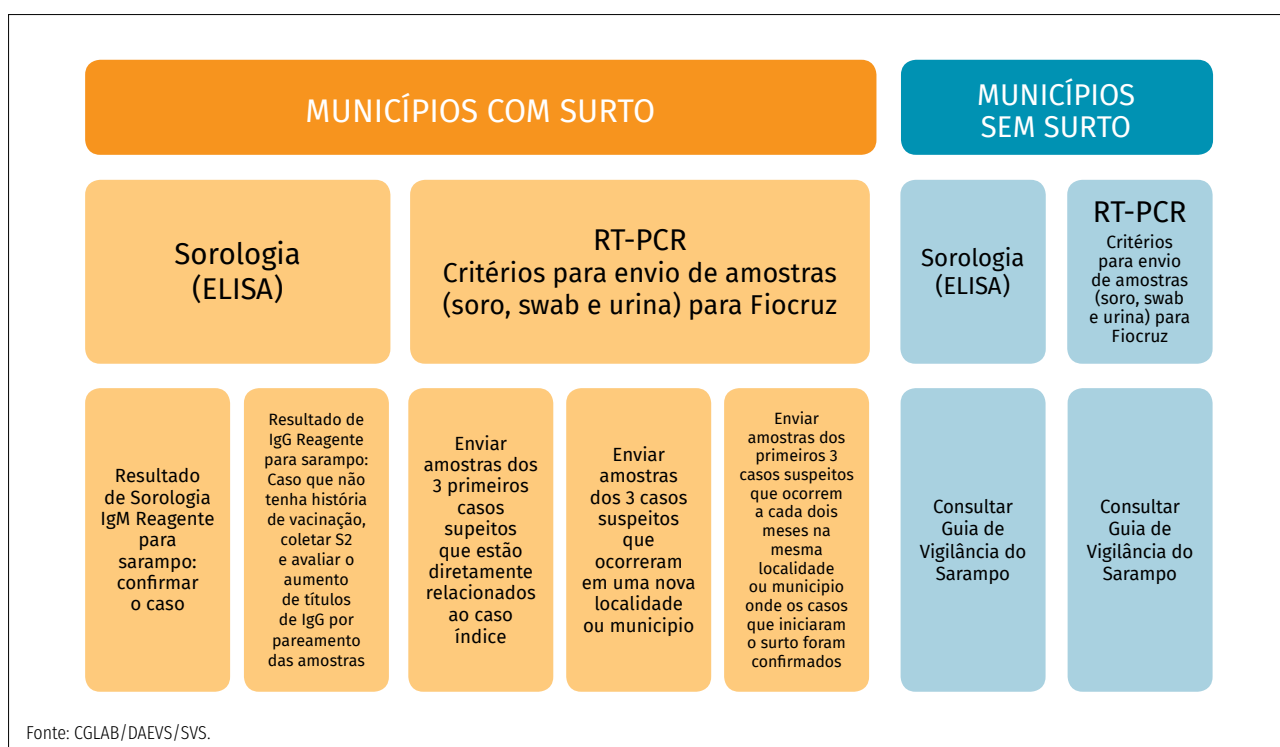 MUNICÍPIOS COM SURTO
MUNICÍPIOS
SEM SURTO
Sorologia
(ELISA)
RT-PCR
Critérios para envio de amostras
(soro, swab e urina) para Fiocruz
Sorologia
(ELISA)
RT-PCR
Critérios
para envio
de amostras
(soro, swab
e urina) para
Fiocruz
Resultado
de Sorologia
IgM Reagente
para
sarampo:
confirmar
o caso
Resultado de
IgG Reagente
para sarampo:
Caso que não
tenha história
de vacinação,
coletar S2
e avaliar o
aumento
de títulos
de IgG por
pareamento
das amostras
Enviar
amostras dos
3 primeiros
casos
supeitos
que estão
diretamente
relacionados
ao caso
índice
Enviar
amostras
dos 3 casos
suspeitos
que
ocorreram
em uma nova
localidade
ou municipio
Enviar
amostras dos
primeiros 3
casos suspeitos
que ocorrem
a cada dois
meses na
mesma
localidade
ou municipio
onde os casos
que iniciaram
o surto foram
confirmados
Consultar
Guia de
Vigilância do
Sarampo
Consultar
Guia de
Vigilância do
Sarampo
Fonte: CGLAB/DAEVS/SVS.